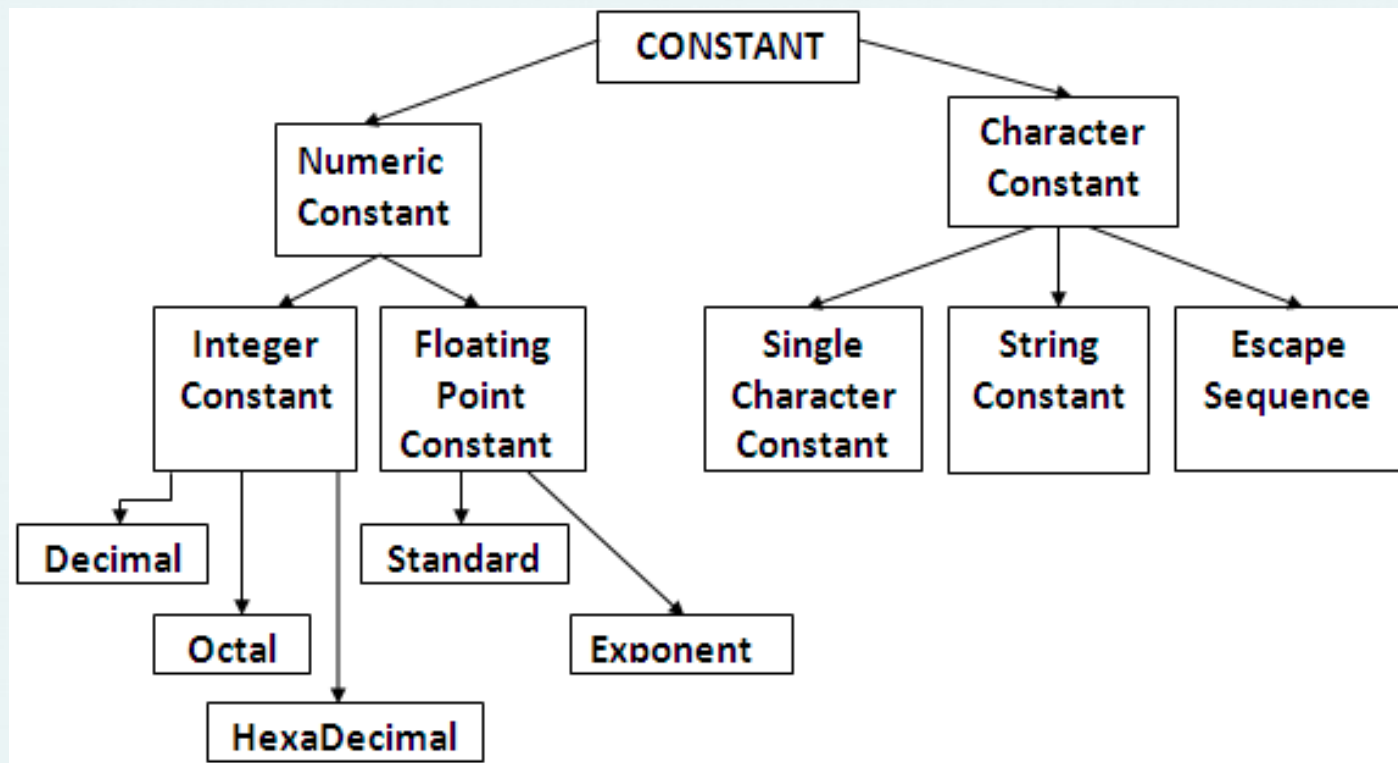 CONSTANT
Numeric
Constant
Character
Constant
Integer
Constant
Floating
Point
Constant
Single
Character
Constant
String
Constant
Escape
Sequence
Decimal
Standard
Octal
Exponent
HexaDecimal